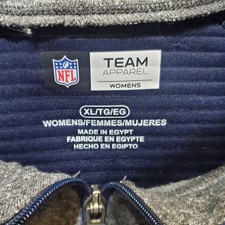 NFL
TEAM
APPAREL
WOMENS
XL/TG/EG
WOMENS/FEMMES/MUJERES
MADE IN EGYPT
FABRIQUE EN EGYPTE
HECHO EN EGIPTO